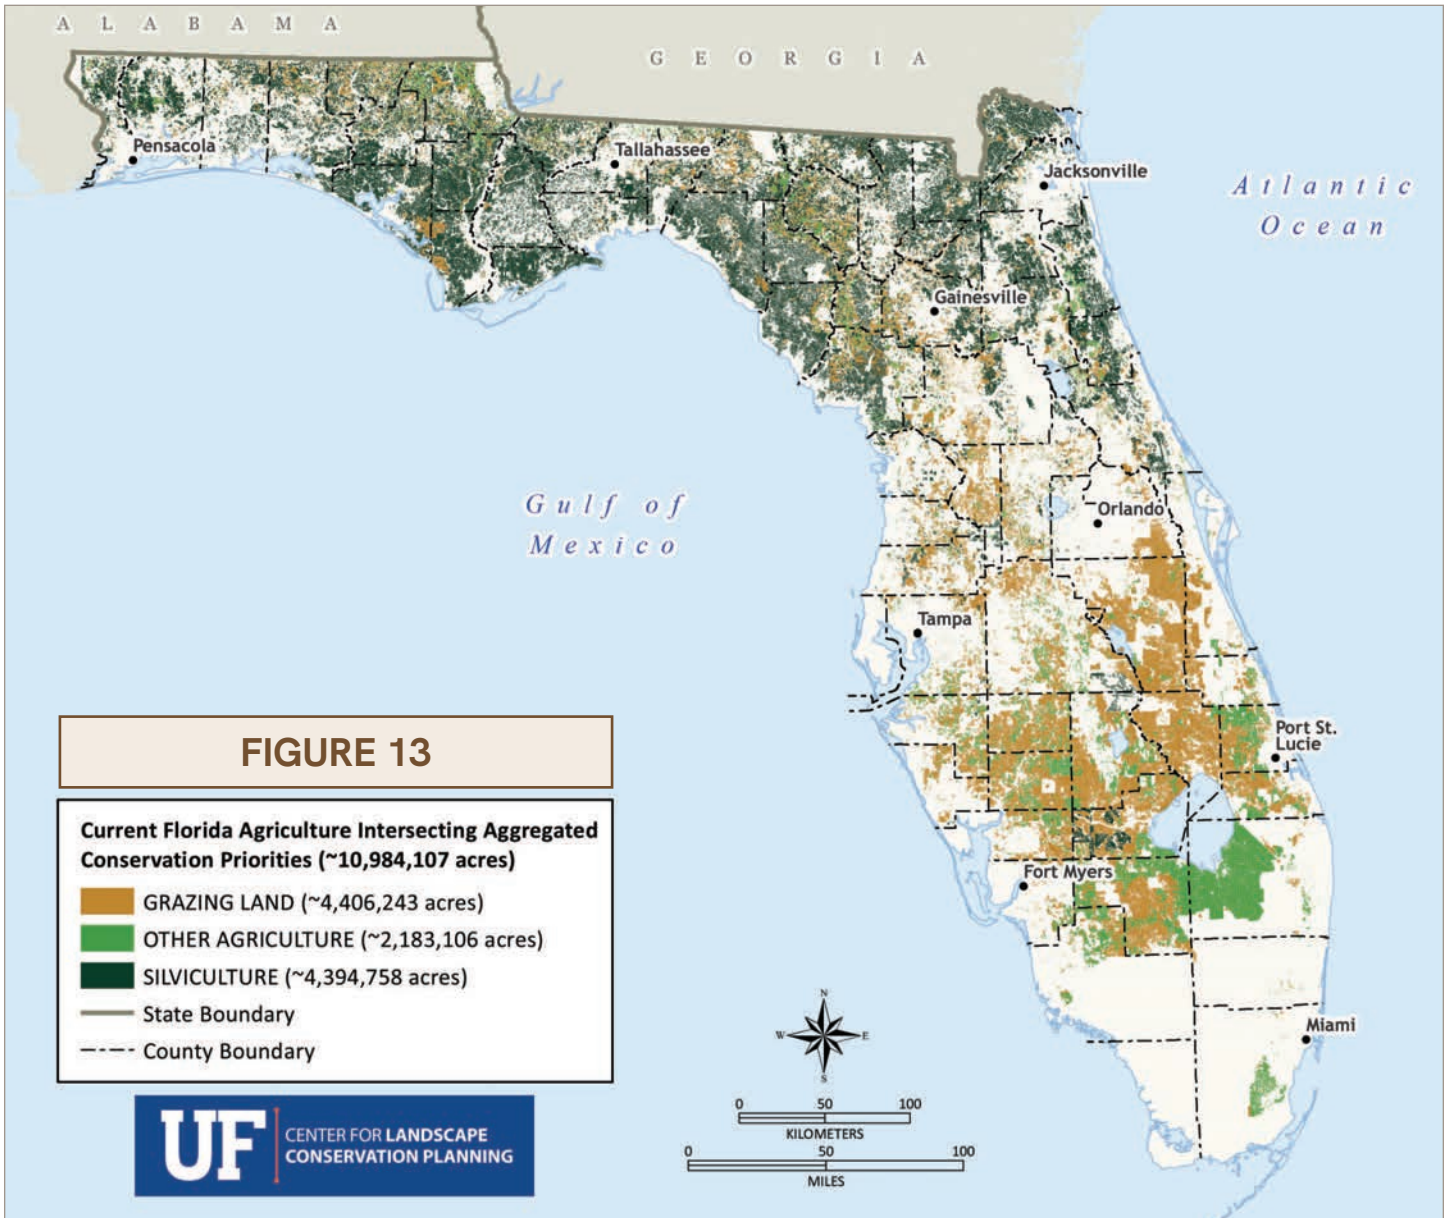 A L A B A M A
G E O R G I A
Pensacola
Tallahassee
Jacksonville
Atlantic
Ocean
Gainesville
Gulf of
Mexico
Orlando
Tampa
Port St.
Lucie
Fort Myers
Miami
FIGURE 13
Current Florida Agriculture Intersecting Aggregated
Conservation Priorities (~10,984,107 acres)
GRAZING LAND (~4,406,243 acres)
OTHER AGRICULTURE (~2,183,106 acres)
SILVICULTURE (~4,394,758 acres)
State Boundary
County Boundary
UF CENTER FOR LANDSCAPE
CONSERVATION PLANNING
N
W E
S
0 50 100
KILOMETERS
0 50 100
MILES